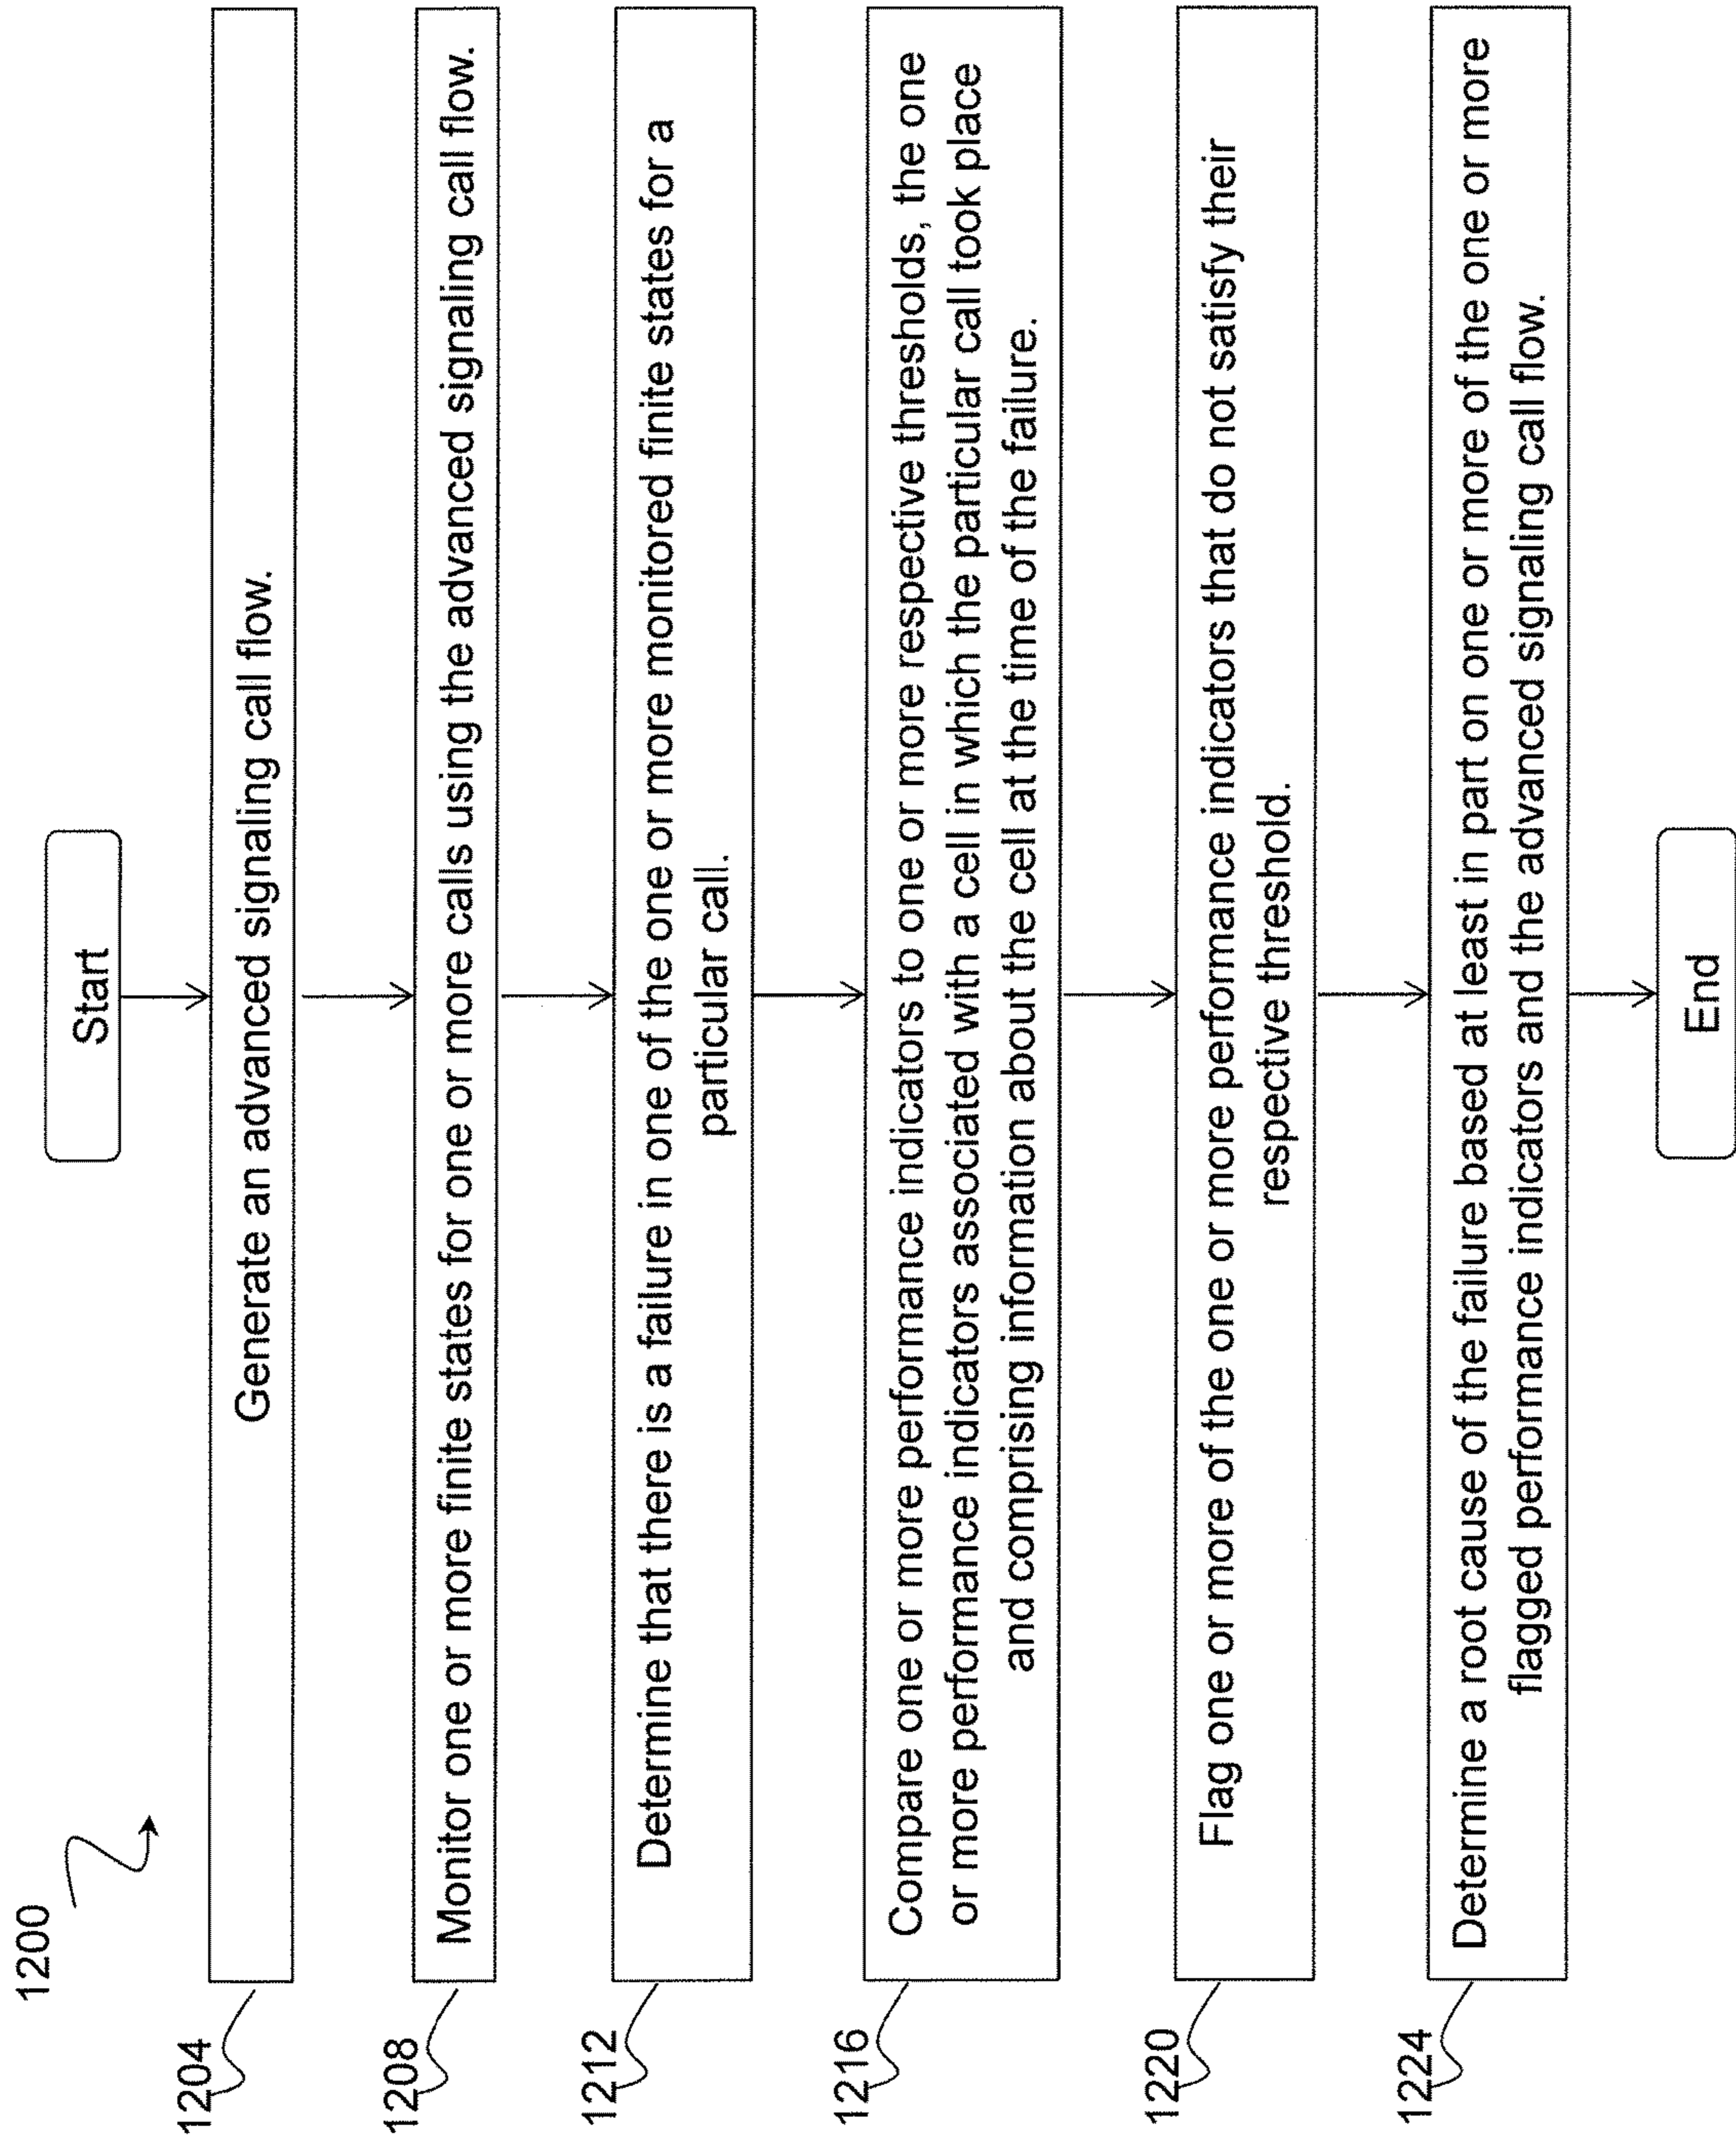 1200
Start
1204
Generate an advanced signaling call flow.
1208
Monitor one or more finite states for one or more calls using the advanced signaling call flow.
1212
Determine that there is a failure in one of the one or more monitored finite states for a
particular call.
1216
Compare one or more performance indicators to one or more respective thresholds, the one
or more performance indicators associated with a cell in which the particular call took place
and comprising information about the cell at the time of the failure.
1220
Flag one or more of the one or more performance indicators that do not satisfy their
respective threshold.
1224
Determine a root cause of the failure based at least in part on one or more of the one or more
flagged performance indicators and the advanced signaling call flow.
End